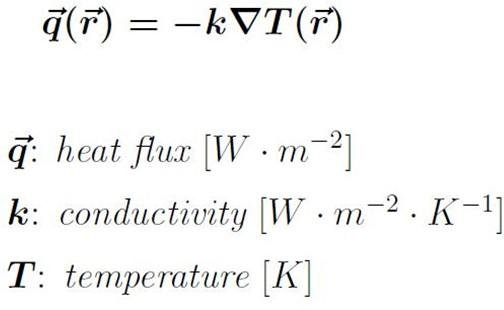 q⃗(r⃗) = −k∇T(r⃗)
q⃗: heat flux [W · m⁻²]
k: conductivity [W · m⁻² · K⁻¹]
T: temperature [K]